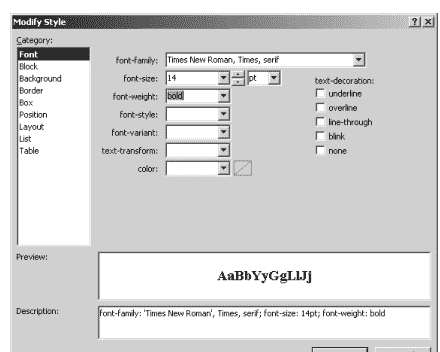 Modify Style
Category:
Font
Block
Background
Border
Box
Position
Layout
List
Table
font-family: Times New Roman, Times, serif
font-size: 14 pt
font-weight: bold
font-style:
font-variant:
text-transform:
color:
text-decoration:
underline
overline
line-through
blink
none
Preview:
AaBbYyGgLlJj
Description:
font-family: 'Times New Roman', Times, serif; font-size: 14pt; font-weight: bold